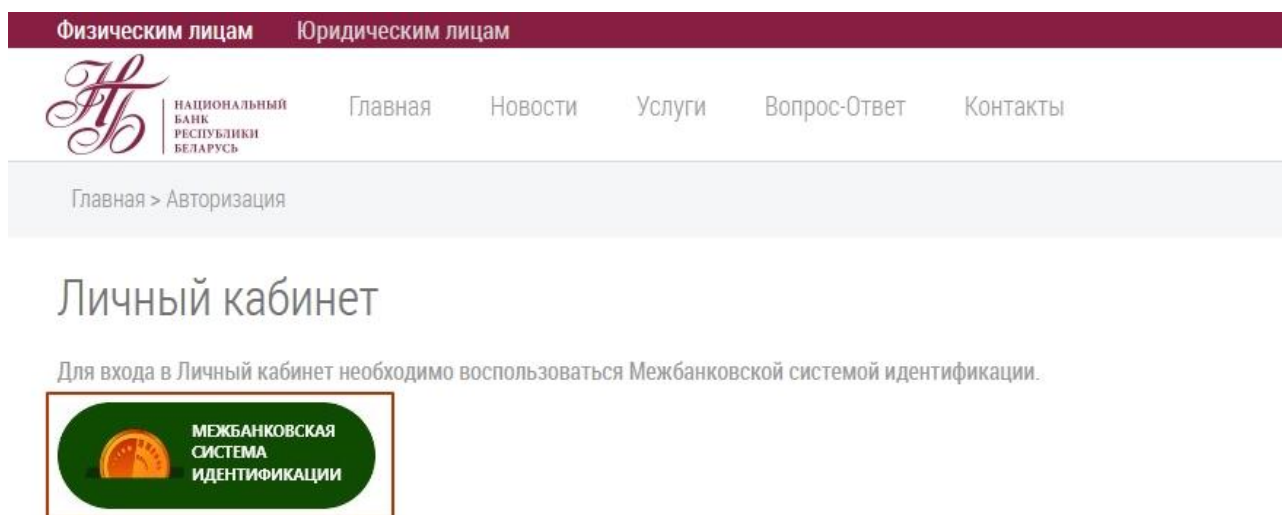 Физическим лицам Юридическим лицам
НАЦИОНАЛЬНЫЙ
БАНК
РЕСПУБЛИКИ
БЕЛАРУСЬ
Главная Новости Услуги Вопрос-Ответ Контакты
Главная > Авторизация
Личный кабинет
Для входа в Личный кабинет необходимо воспользоваться Межбанковской системой идентификации.
МЕЖБАНКОВСКАЯ
СИСТЕМА
ИДЕНТИФИКАЦИИ